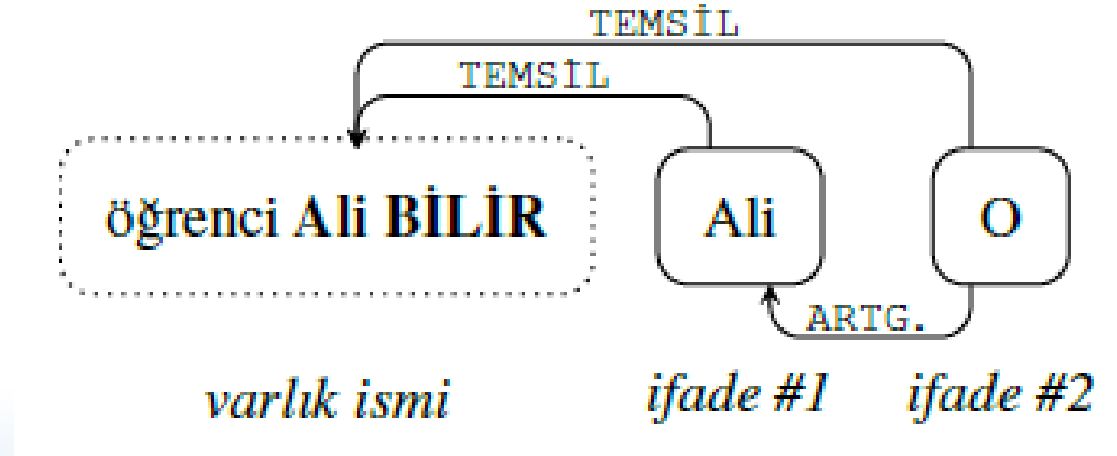 TEMSİL
TEMSİL
öğrenci Ali BİLİR
Ali
O
ARTG.
varlık ismi
ifade #1
ifade #2